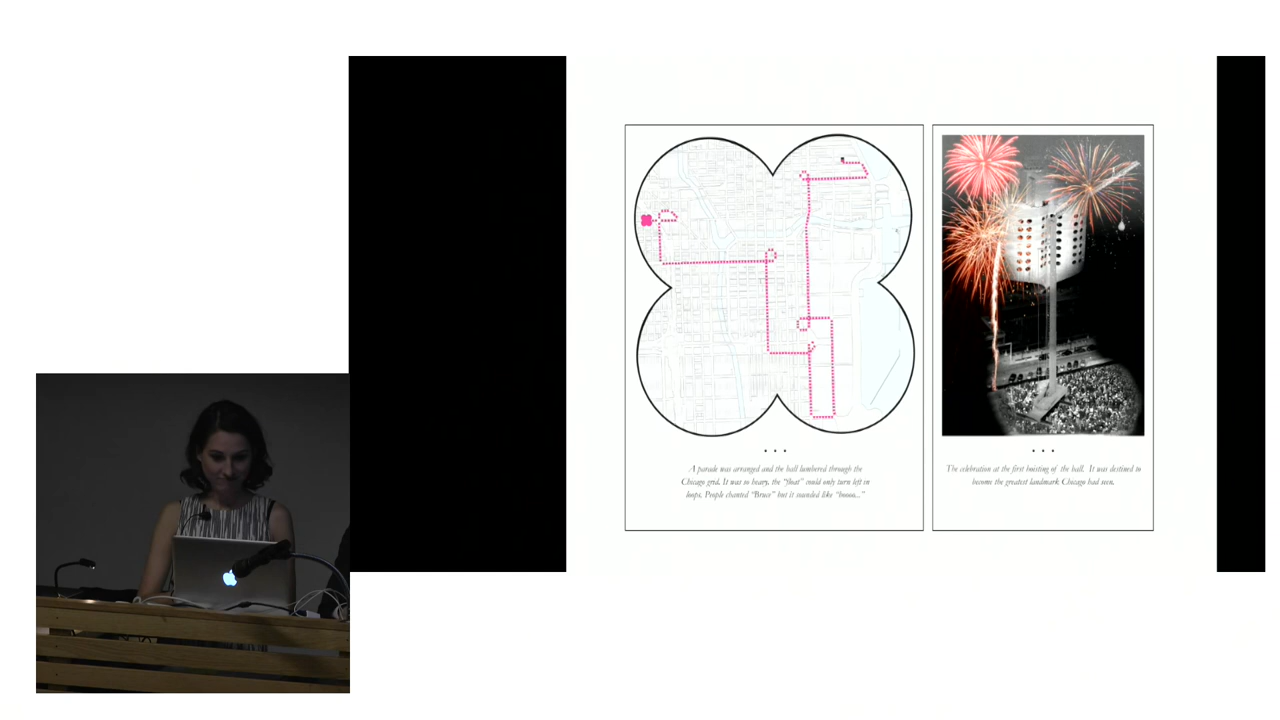 A parade was arranged and the ball lumbered through the
Chicago grid. It was so heavy, the "float" could only turn left in
loops. People chanted "Bruce" but it sounded like "boooo..."
The celebration at the first hoisting of the ball. It was destined to
become the greatest landmark Chicago had seen.